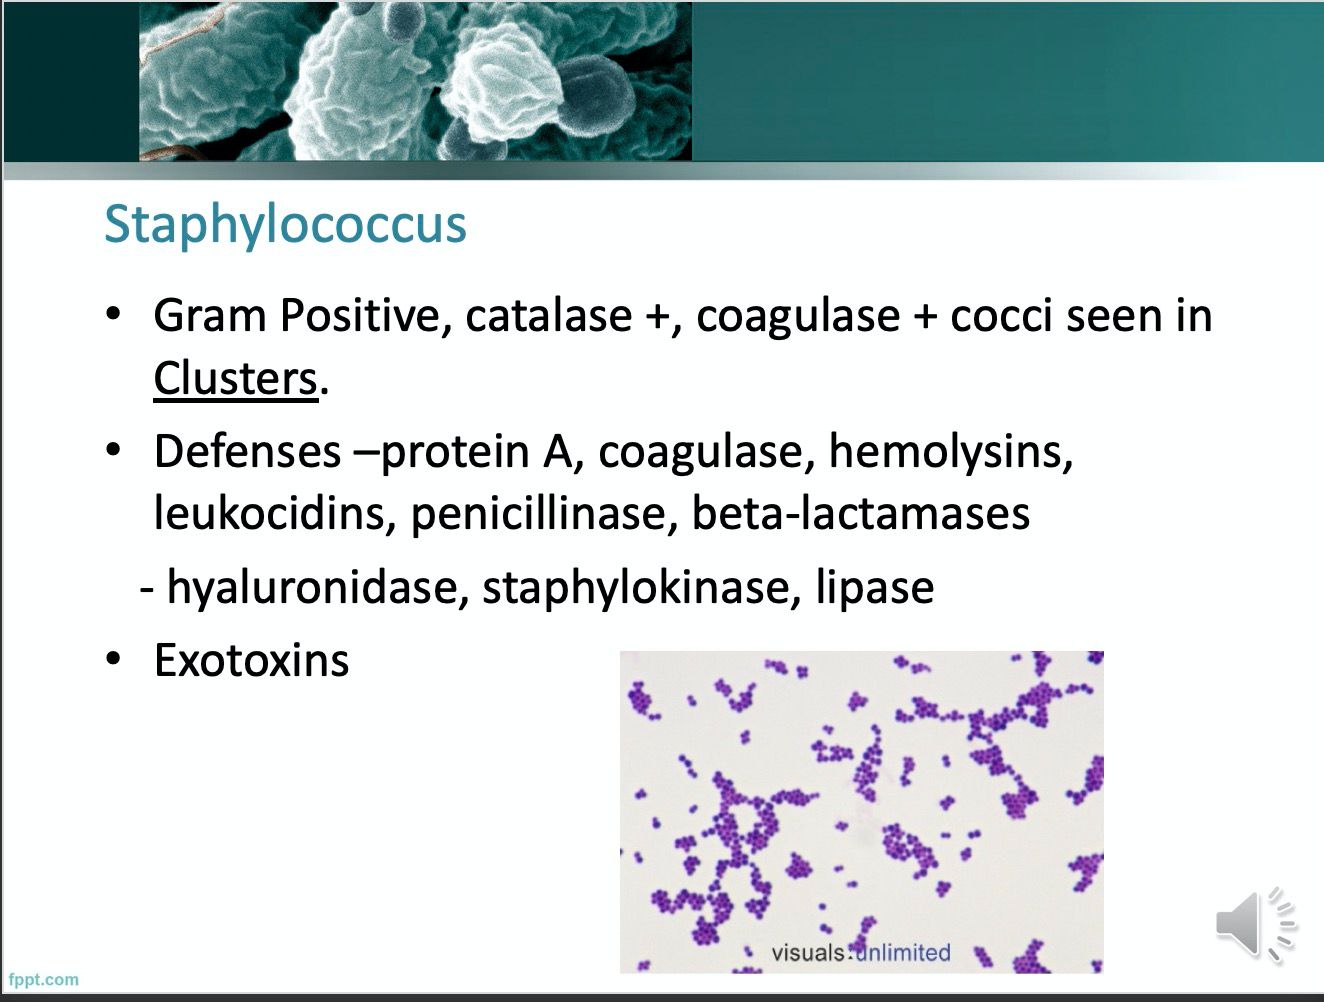 Staphylococcus
• Gram Positive, catalase +, coagulase + cocci seen in
Clusters.
• Defenses –protein A, coagulase, hemolysins,
leukocidins, penicillinase, beta-lactamases
- hyaluronidase, staphylokinase, lipase
• Exotoxins
visuals unlimited
fppt.com